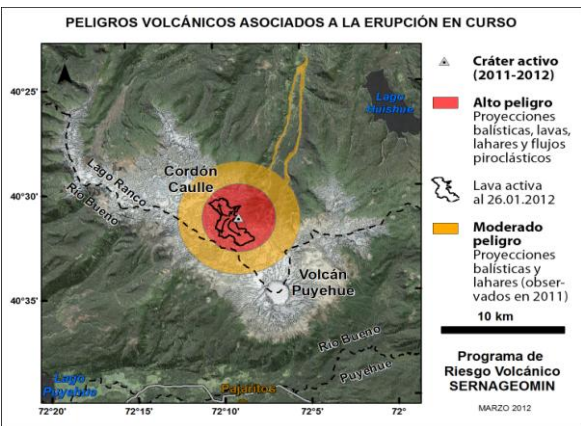 PELIGROS VOLCÁNICOS ASOCIADOS A LA ERUPCIÓN EN CURSO
40°25'
40°30'
40°35'
Lago
Huishue
Lago Ranco
Río Bueno
Cordón
Caulle
Volcán
Puyehue
Río Bueno
Puyehue
Lago
Puyehue
Pajaritos
72°20'
72°15'
72°10'
72°5'
72°
Cráter activo
(2011-2012)
Alto peligro
Proyecciones
balísticas, lavas,
lahares y flujos
piroclásticos
Lava activa
al 26.01.2012
Moderado
peligro
Proyecciones
balísticas y
lahares (obser-
vados en 2011)
10 km
Programa de
Riesgo Volcánico
SERNAGEOMIN
MARZO 2012